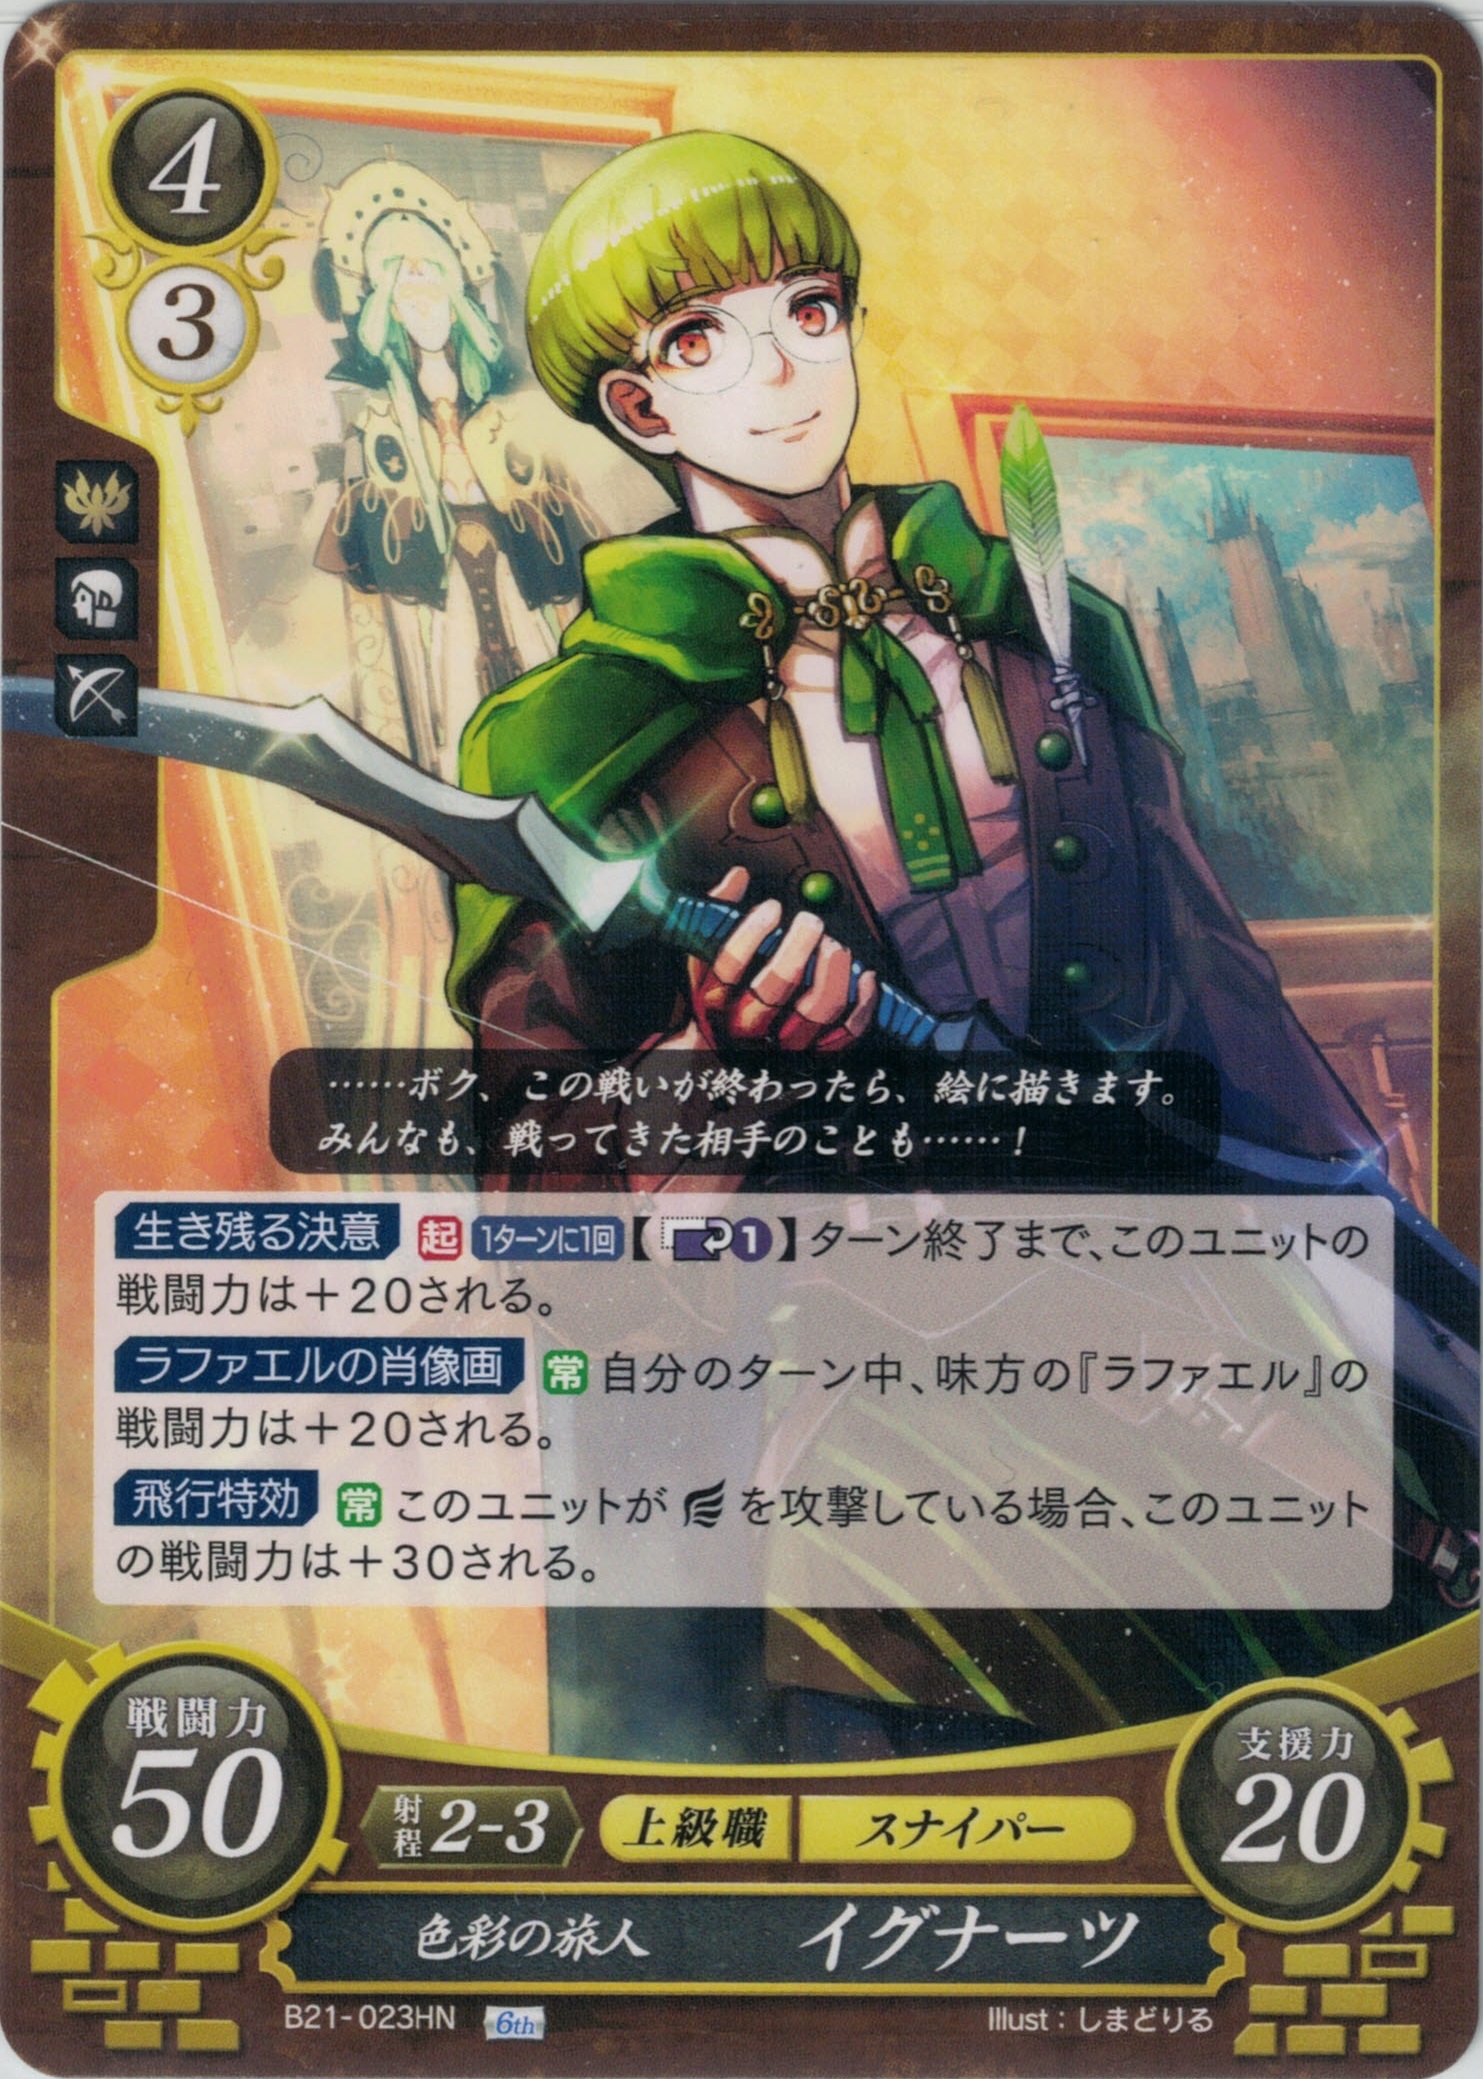 4
3
……ボク、この戦いが終わったら、絵に描きます。
みんなも、戦ってきた相手のことも……！
生き残る決意 起 1ターンに1回【 1】ターン終了まで、このユニットの
戦闘力は＋20される。
ラファエルの肖像画 常 自分のターン中、味方の『ラファエル』の
戦闘力は＋20される。
飛行特効 常 このユニットが を攻撃している場合、このユニット
の戦闘力は＋30される。
戦闘力
50
射程 2-3
上級職 スナイパー
支援力
20
色彩の旅人 イグナーツ
B21-023HN 6th Illust：しまどりる